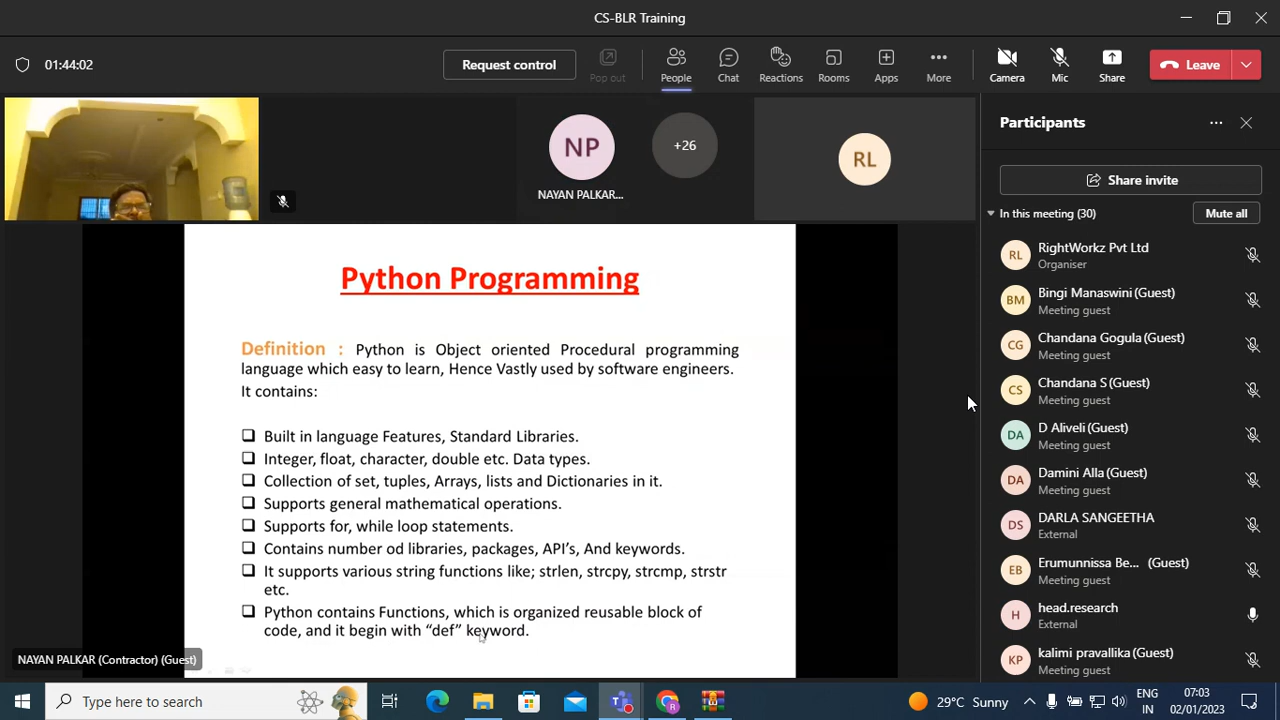 CS-BLR Training
01:44:02
Request control
Pop out
People
Chat
Reactions
Rooms
Apps
More
Camera
Mic
Share
Leave
NP
NAYAN PALKAR...
+26
RL
Participants
Share invite
In this meeting (30)
Mute all
RL
RightWorkz Pvt Ltd
Organiser
BM
Bingi Manaswini (Guest)
Meeting guest
CG
Chandana Gogula (Guest)
Meeting guest
CS
Chandana S (Guest)
Meeting guest
DA
D Aliveli (Guest)
Meeting guest
DA
Damini Alla (Guest)
Meeting guest
DS
DARLA SANGEETHA
External
EB
Erumunnissa Be... (Guest)
Meeting guest
H
head.research
External
KP
kalimi pravallika (Guest)
Meeting guest
Python Programming
Definition : Python is Object oriented Procedural programming
language which easy to learn, Hence Vastly used by software engineers.
It contains:
Built in language Features, Standard Libraries.
Integer, float, character, double etc. Data types.
Collection of set, tuples, Arrays, lists and Dictionaries in it.
Supports general mathematical operations.
Supports for, while loop statements.
Contains number od libraries, packages, API's, And keywords.
It supports various string functions like; strlen, strcpy, strcmp, strstr
etc.
Python contains Functions, which is organized reusable block of
code, and it begin with “def” keyword.
NAYAN PALKAR (Contractor) (Guest)
Type here to search
29°C Sunny
ENG
IN
07:03
02/01/2023